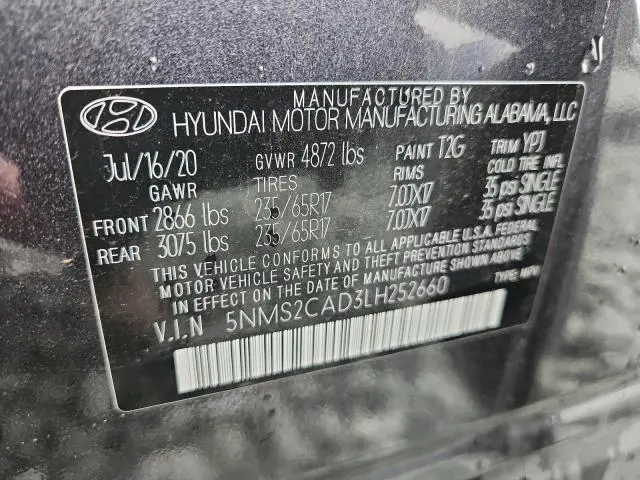 MANUFACTURED BY
HYUNDAI MOTOR MANUFACTURING ALABAMA, LLC
Jul/16/20 GVWR 4872 lbs PAINT T2G TRIM YPJ
GAWR TIRES RIMS COLD TIRE INFL
FRONT 2866 lbs 235/65R17 7.0JX17 35 psi SINGLE
REAR 3075 lbs 235/65R17 7.0JX17 35 psi SINGLE
THIS VEHICLE CONFORMS TO ALL APPLICABLE U.S.A. FEDERAL
MOTOR VEHICLE SAFETY AND THEFT PREVENTION STANDARDS
IN EFFECT ON THE DATE OF MANUFACTURE SHOWN ABOVE
V.I.N 5NMS2CAD3LH252660 TYPE: MPV